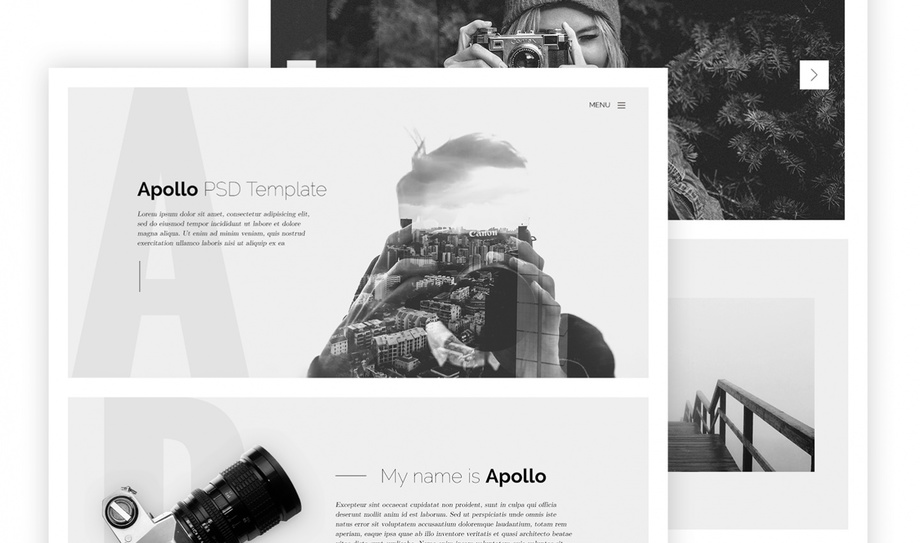 MENU
A
Apollo PSD Template
Lorem ipsum dolor sit amet, consectetur adipisicing elit,
sed do eiusmod tempor incididunt ut labore et dolore
magna aliqua. Ut enim ad minim veniam, quis nostrud
exercitation ullamco laboris nisi ut aliquip ex ea
Canon
My name is Apollo
Excepteur sint occaecat cupidatat non proident, sunt in culpa qui officia
deserunt mollit anim id est laborum. Sed ut perspiciatis unde omnis iste
natus error sit voluptatem accusantium doloremque laudantium, totam rem
aperiam, eaque ipsa quae ab illo inventore veritatis et quasi architecto beatae